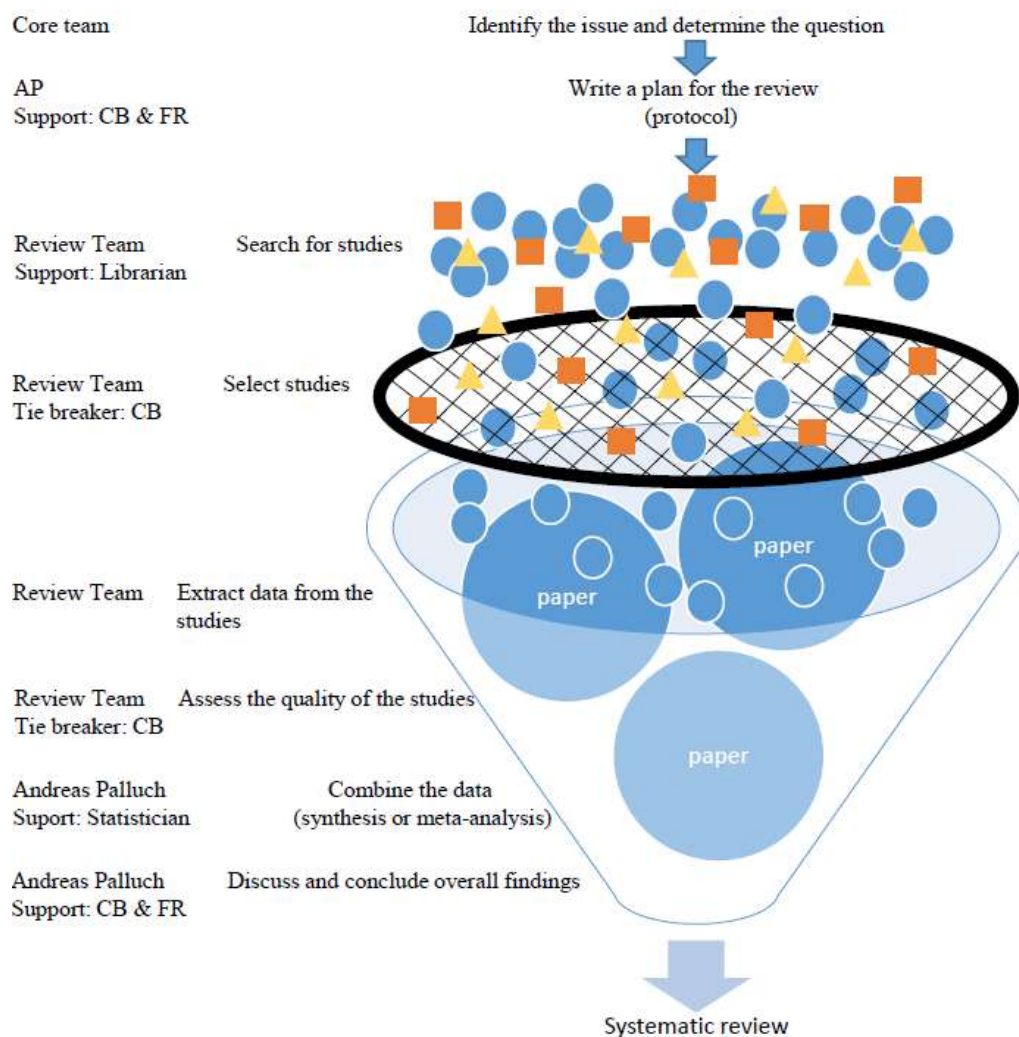 Core team
Identify the issue and determine the question
AP
Support: CB & FR
Write a plan for the review
(protocol)
Review Team
Support: Librarian
Search for studies
Review Team
Tie breaker: CB
Select studies
paper
paper
Review Team
Extract data from the
studies
Review Team
Tie breaker: CB
Assess the quality of the studies
paper
Andreas Palluch
Suport: Statistician
Combine the data
(synthesis or meta-analysis)
Andreas Palluch
Support: CB & FR
Discuss and conclude overall findings
Systematic review